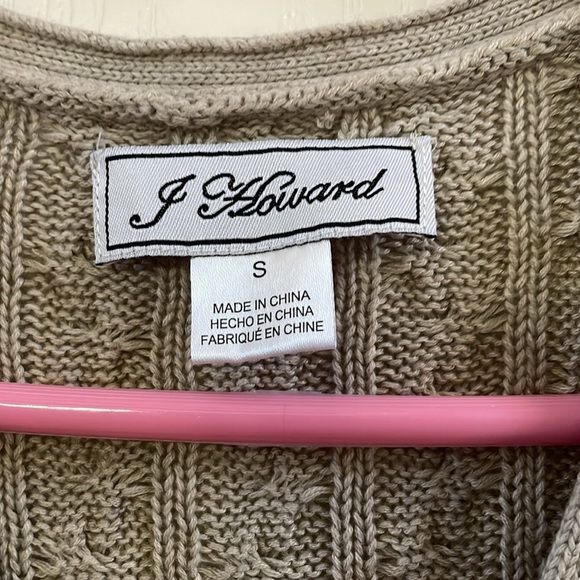 J Howard
S
MADE IN CHINA
HECHO EN CHINA
FABRIQUÉ EN CHINE